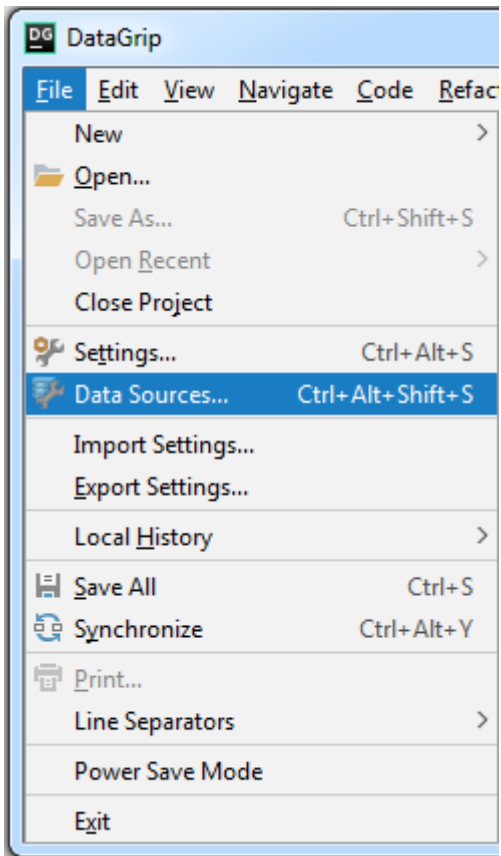 DG DataGrip
File Edit View Navigate Code Refac
New
Open...
Save As... Ctrl+Shift+S
Open Recent
Close Project
Settings... Ctrl+Alt+S
Data Sources... Ctrl+Alt+Shift+S
Import Settings...
Export Settings...
Local History
Save All Ctrl+S
Synchronize Ctrl+Alt+Y
Print...
Line Separators
Power Save Mode
Exit